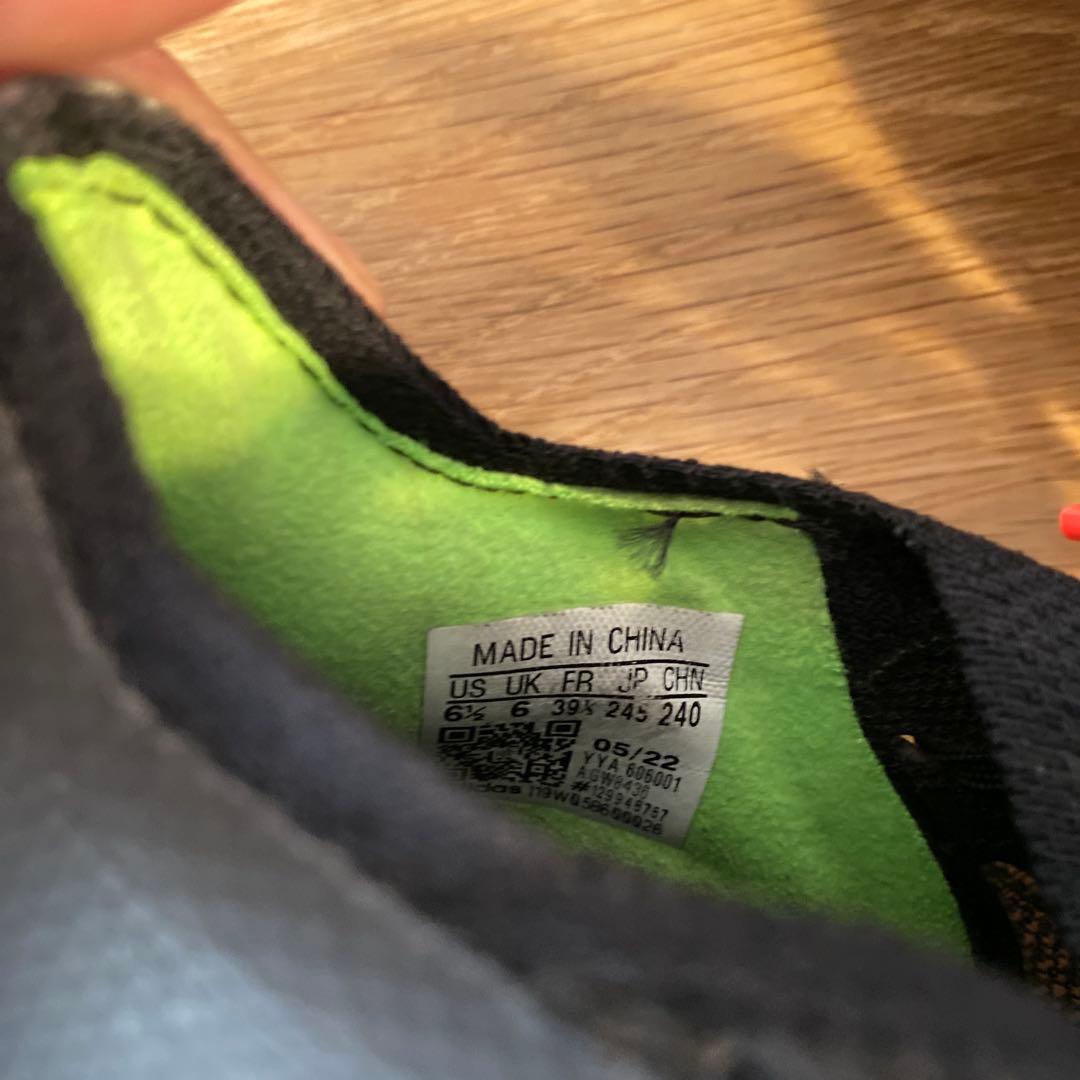 MADE IN CHINA
US UK FR JP CHN
6½ 6 39⅓ 245 240
05/22
YYA 606001
#129948767